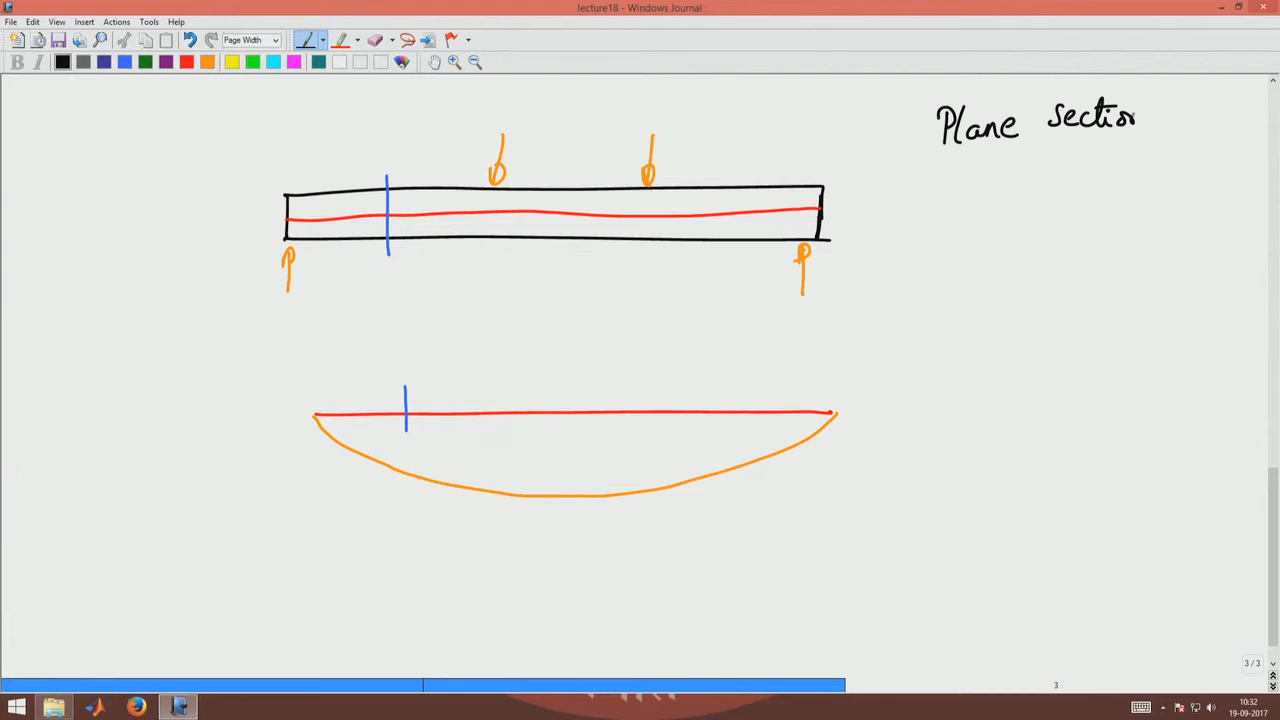 lecture18 - Windows Journal
File Edit View Insert Actions Tools Help
Page Width
B I
Plane section
3 / 3
3
10:32
19-09-2017